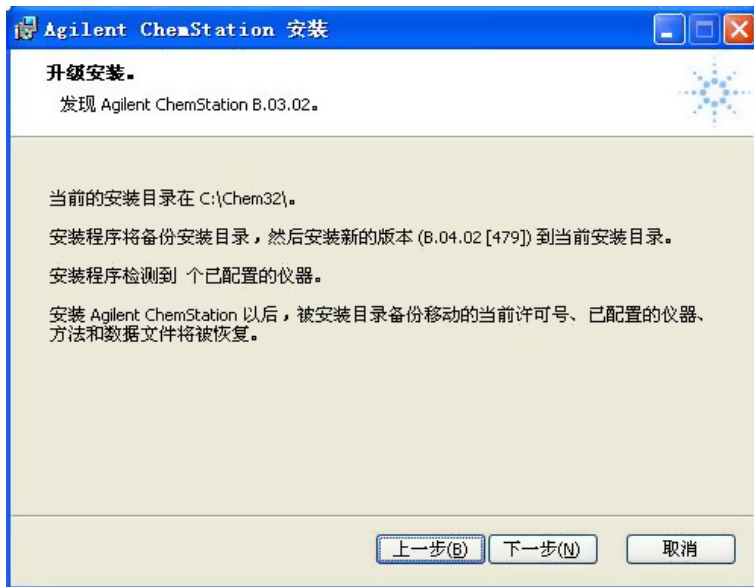 Agilent ChemStation 安装
升级安装。
发现 Agilent ChemStation B.03.02。
当前的安装目录在 C:\Chem32\。
安装程序将备份安装目录，然后安装新的版本 (B.04.02 [479]) 到当前安装目录。
安装程序检测到 个已配置的仪器。
安装 Agilent ChemStation 以后，被安装目录备份移动的当前许可号、已配置的仪器、
方法和数据文件将被恢复。
上一步(B) 下一步(N) 取消